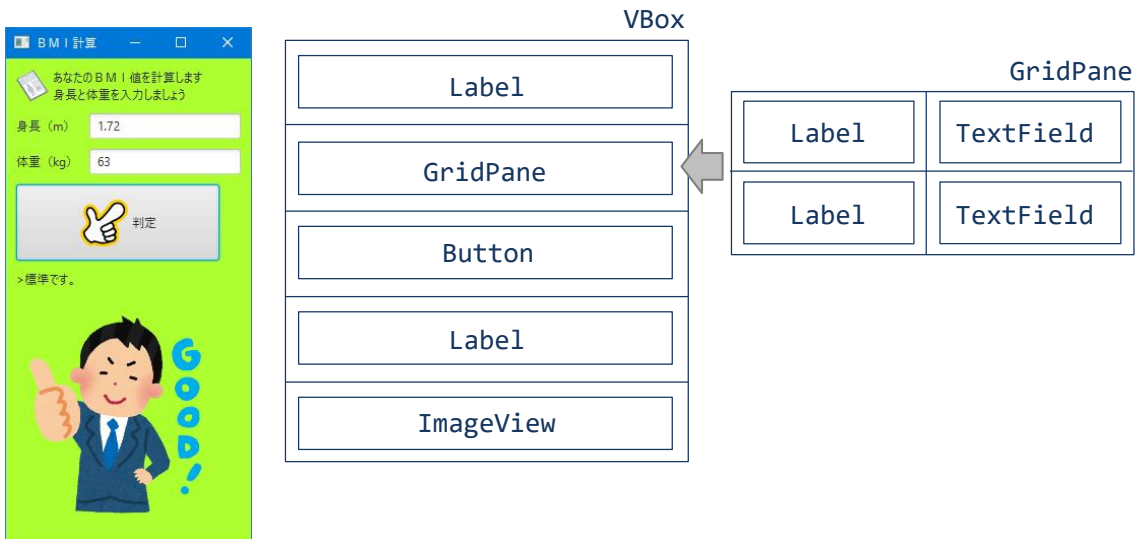 BMI計算
あなたのBMI値を計算します
身長と体重を入力しましょう
身長（m）
1.72
体重（kg）
63
判定
>標準です。
GOOD!
VBox
Label
GridPane
Button
Label
ImageView
GridPane
Label
TextField
Label
TextField